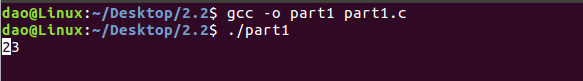 dao@Linux:~/Desktop/2.2$ gcc -o part1 part1.c
dao@Linux:~/Desktop/2.2$ ./part1
23